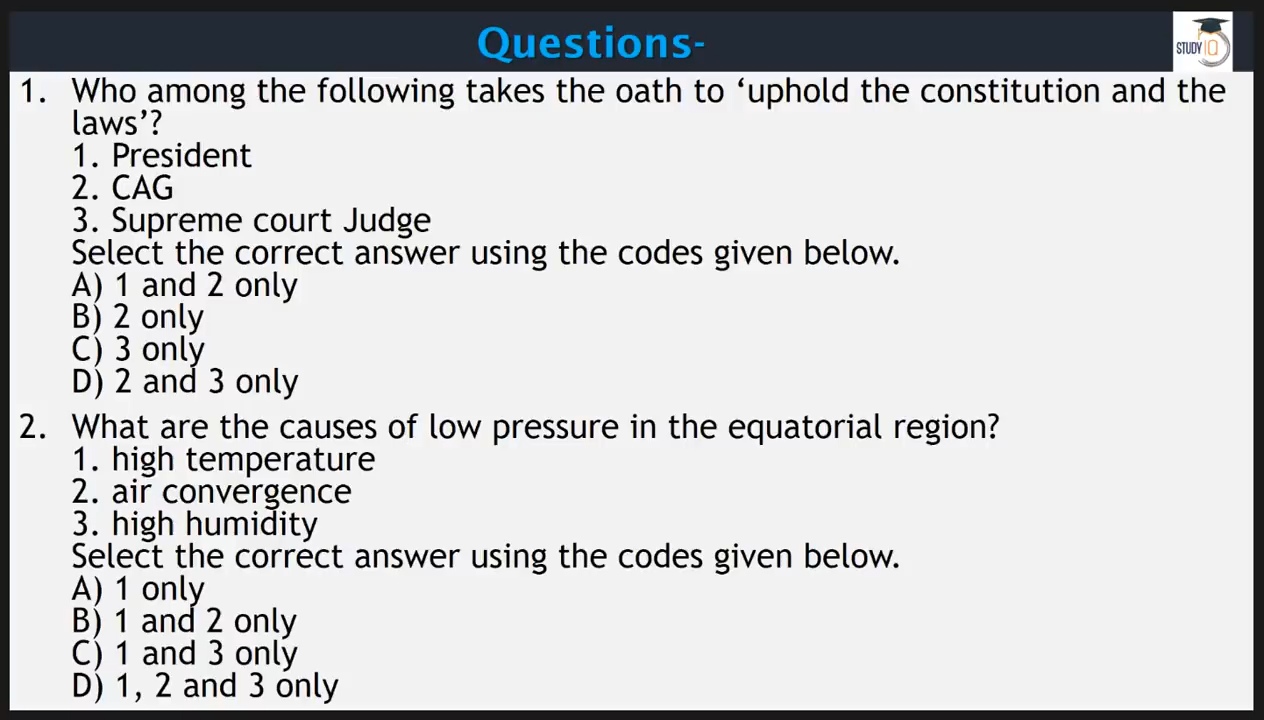 Questions-
STUDY IQ
1. Who among the following takes the oath to ‘uphold the constitution and the
laws’?
1. President
2. CAG
3. Supreme court Judge
Select the correct answer using the codes given below.
A) 1 and 2 only
B) 2 only
C) 3 only
D) 2 and 3 only
2. What are the causes of low pressure in the equatorial region?
1. high temperature
2. air convergence
3. high humidity
Select the correct answer using the codes given below.
A) 1 only
B) 1 and 2 only
C) 1 and 3 only
D) 1, 2 and 3 only